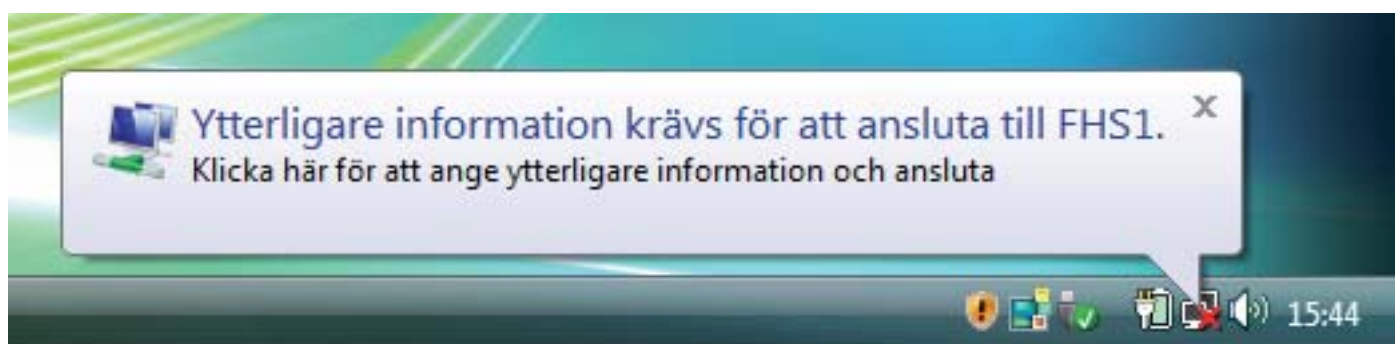 Ytterligare information krävs för att ansluta till FHS1.
Klicka här för att ange ytterligare information och ansluta
15:44